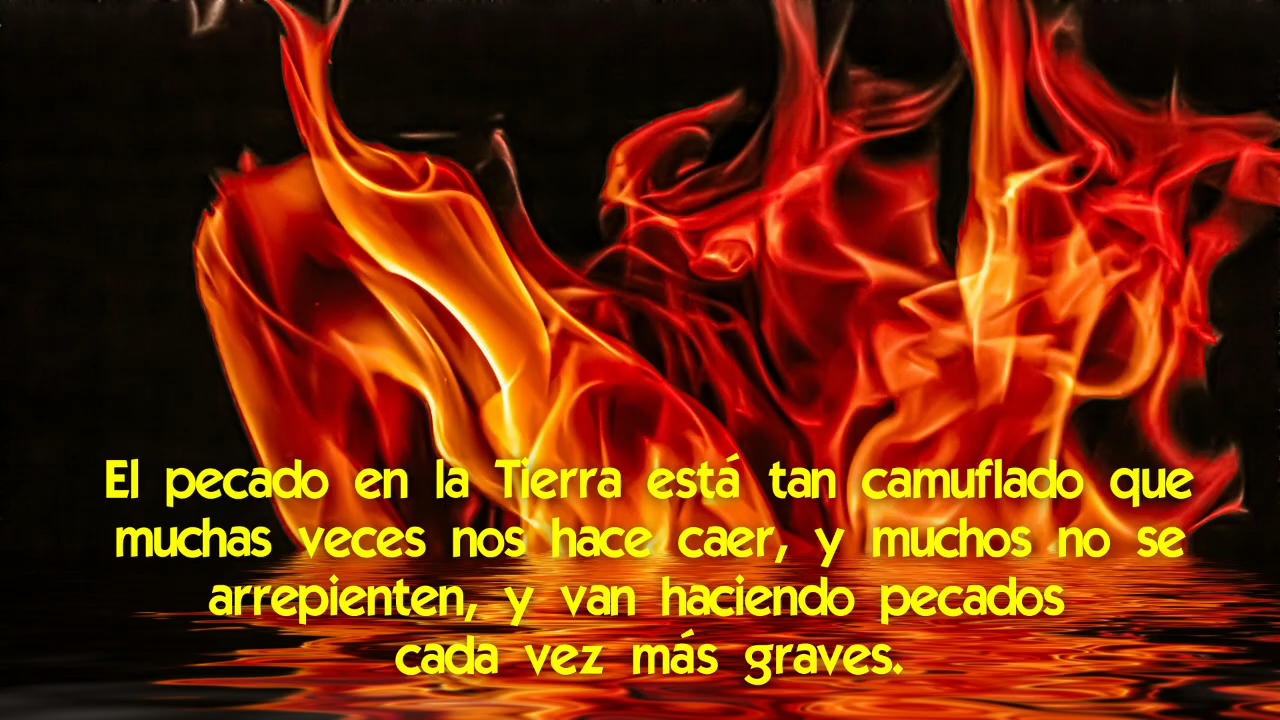 El pecado en la Tierra está tan camuflado que
muchas veces nos hace caer, y muchos no se
arrepienten, y van haciendo pecados
cada vez más graves.